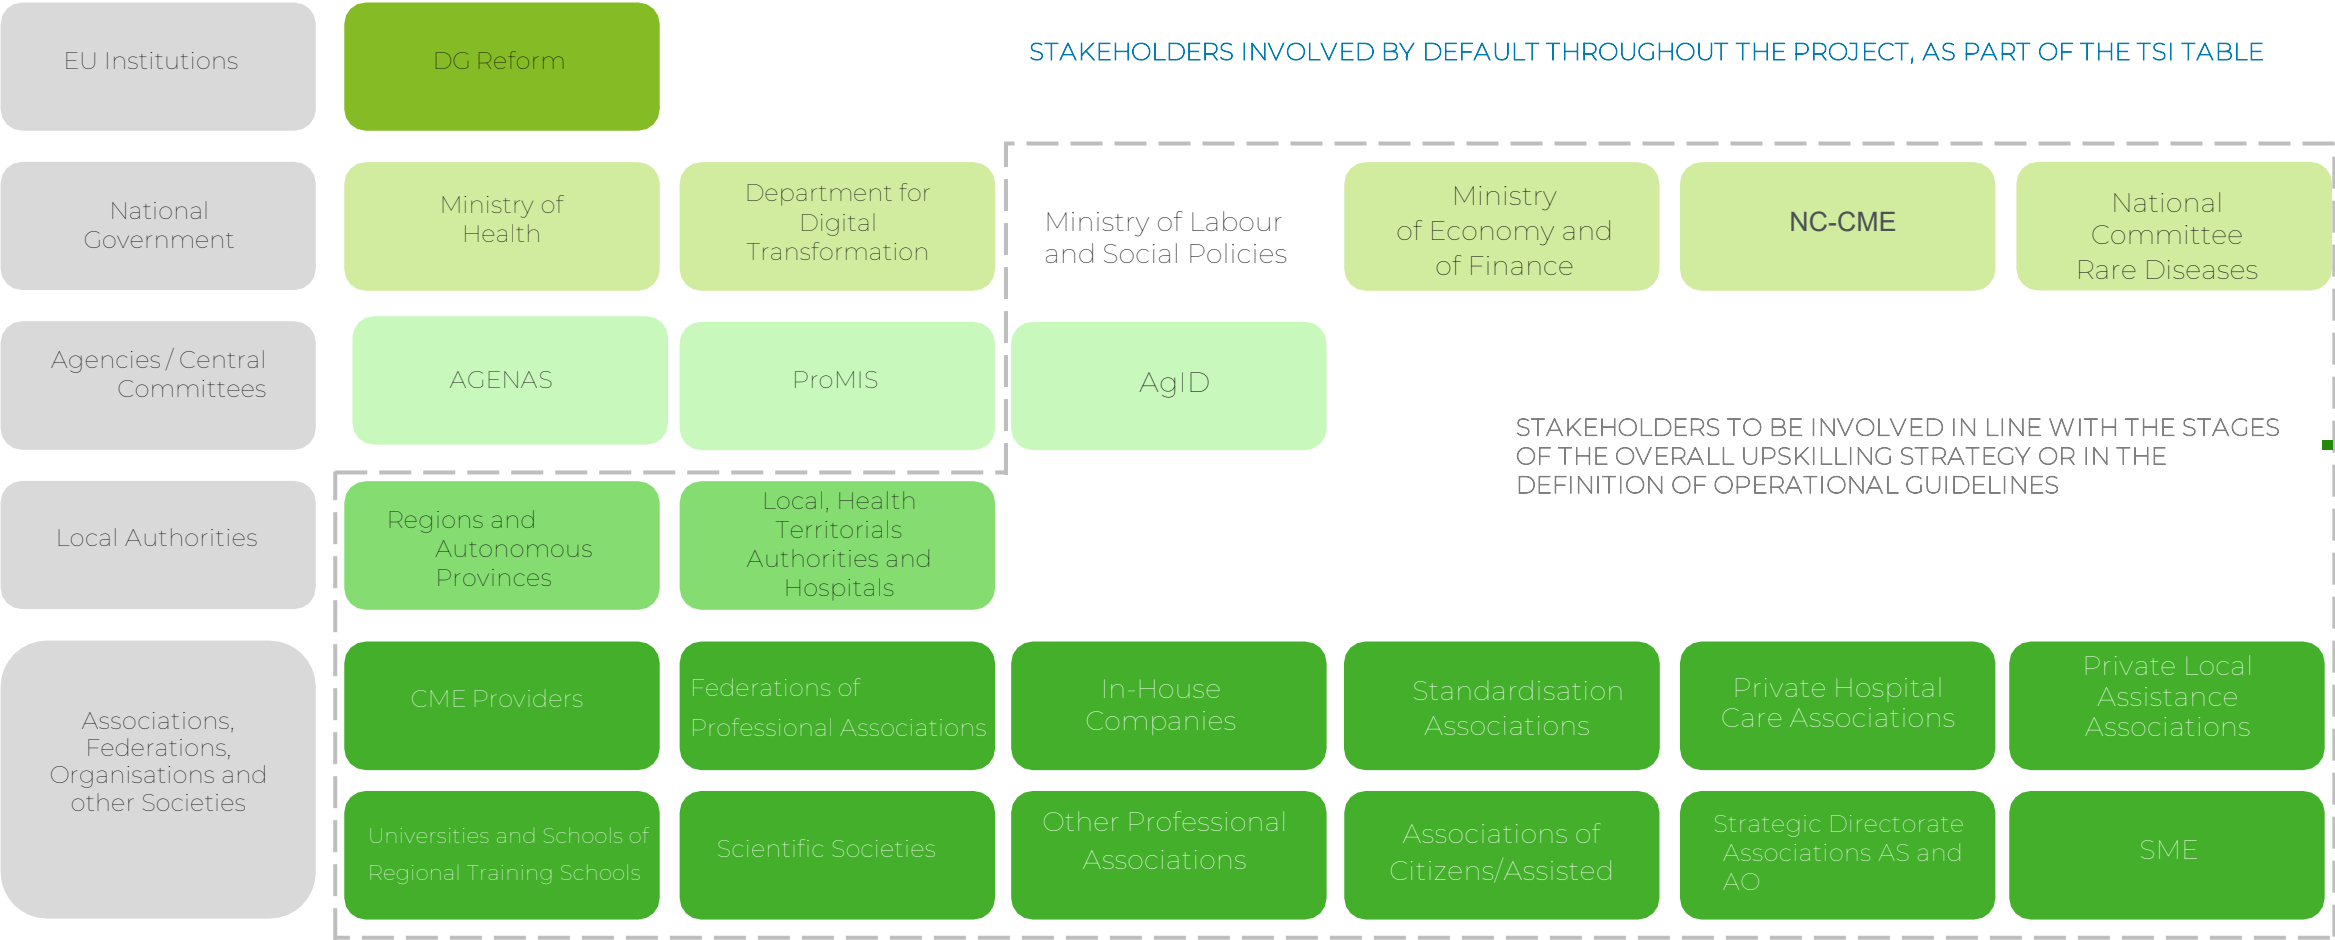 EU Institutions
DG Reform
STAKEHOLDERS INVOLVED BY DEFAULT THROUGHOUT THE PROJECT, AS PART OF THE TSI TABLE
National
Government
Ministry of
Health
Department for
Digital
Transformation
Ministry of Labour
and Social Policies
Ministry
of Economy and
of Finance
NC-CME
National
Committee
Rare Diseases
Agencies / Central
Committees
AGENAS
ProMIS
AgID
STAKEHOLDERS TO BE INVOLVED IN LINE WITH THE STAGES
OF THE OVERALL UPSKILLING STRATEGY OR IN THE
DEFINITION OF OPERATIONAL GUIDELINES
Local Authorities
Regions and
Autonomous
Provinces
Local, Health
Territorials
Authorities and
Hospitals
Associations,
Federations,
Organisations and
other Societies
CME Providers
Federations of
Professional Associations
In-House
Companies
Standardisation
Associations
Private Hospital
Care Associations
Private Local
Assistance
Associations
Universities and Schools of
Regional Training Schools
Scientific Societies
Other Professional
Associations
Associations of
Citizens/Assisted
Strategic Directorate
Associations AS and
AO
SME